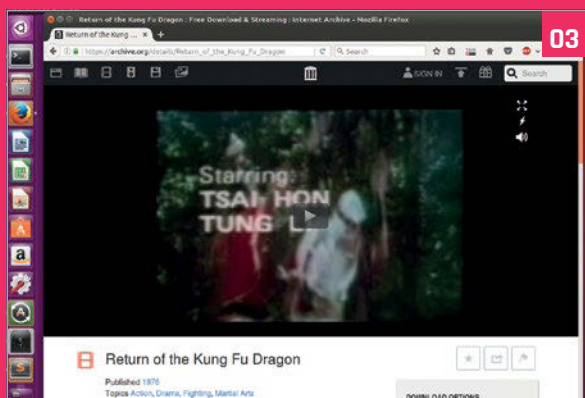 Return of the Kung Fu Dragon : Free Download & Streaming : Internet Archive - Mozilla Firefox
03
Return of the Kung ...
https://archive.org/details/Return_of_the_Kung_Fu_Dragon
Search
SIGN IN
Search
Starring:
TSAI HON
TUNG L
Return of the Kung Fu Dragon
Published 1976
Topics Action, Drama, Fighting, Martial Arts
DOWNLOAD OPTIONS